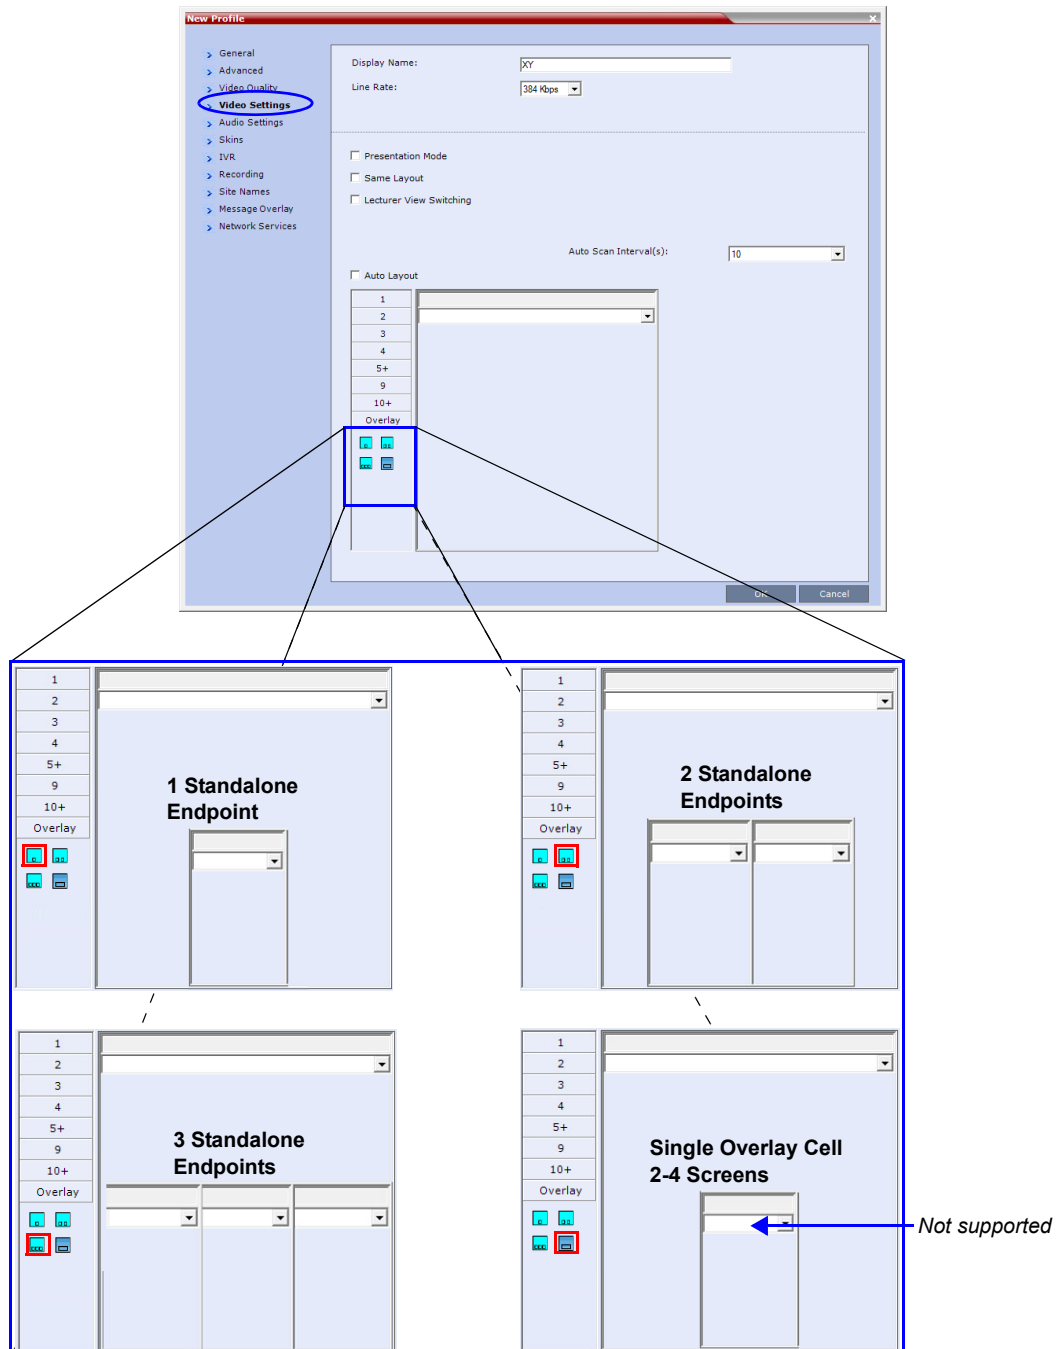 New Profile
General
Advanced
Video Quality
Video Settings
Audio Settings
Skins
IVR
Recording
Site Names
Message Overlay
Network Services
Display Name:
XY
Line Rate:
384 Kbps
Presentation Mode
Same Layout
Lecturer View Switching
Auto Scan Interval(s):
10
Auto Layout
1
2
3
4
5+
9
10+
Overlay
OK
Cancel
1
2
3
4
5+
9
10+
Overlay
1 Standalone
Endpoint
1
2
3
4
5+
9
10+
Overlay
2 Standalone
Endpoints
1
2
3
4
5+
9
10+
Overlay
3 Standalone
Endpoints
1
2
3
4
5+
9
10+
Overlay
Single Overlay Cell
2-4 Screens
Not supported